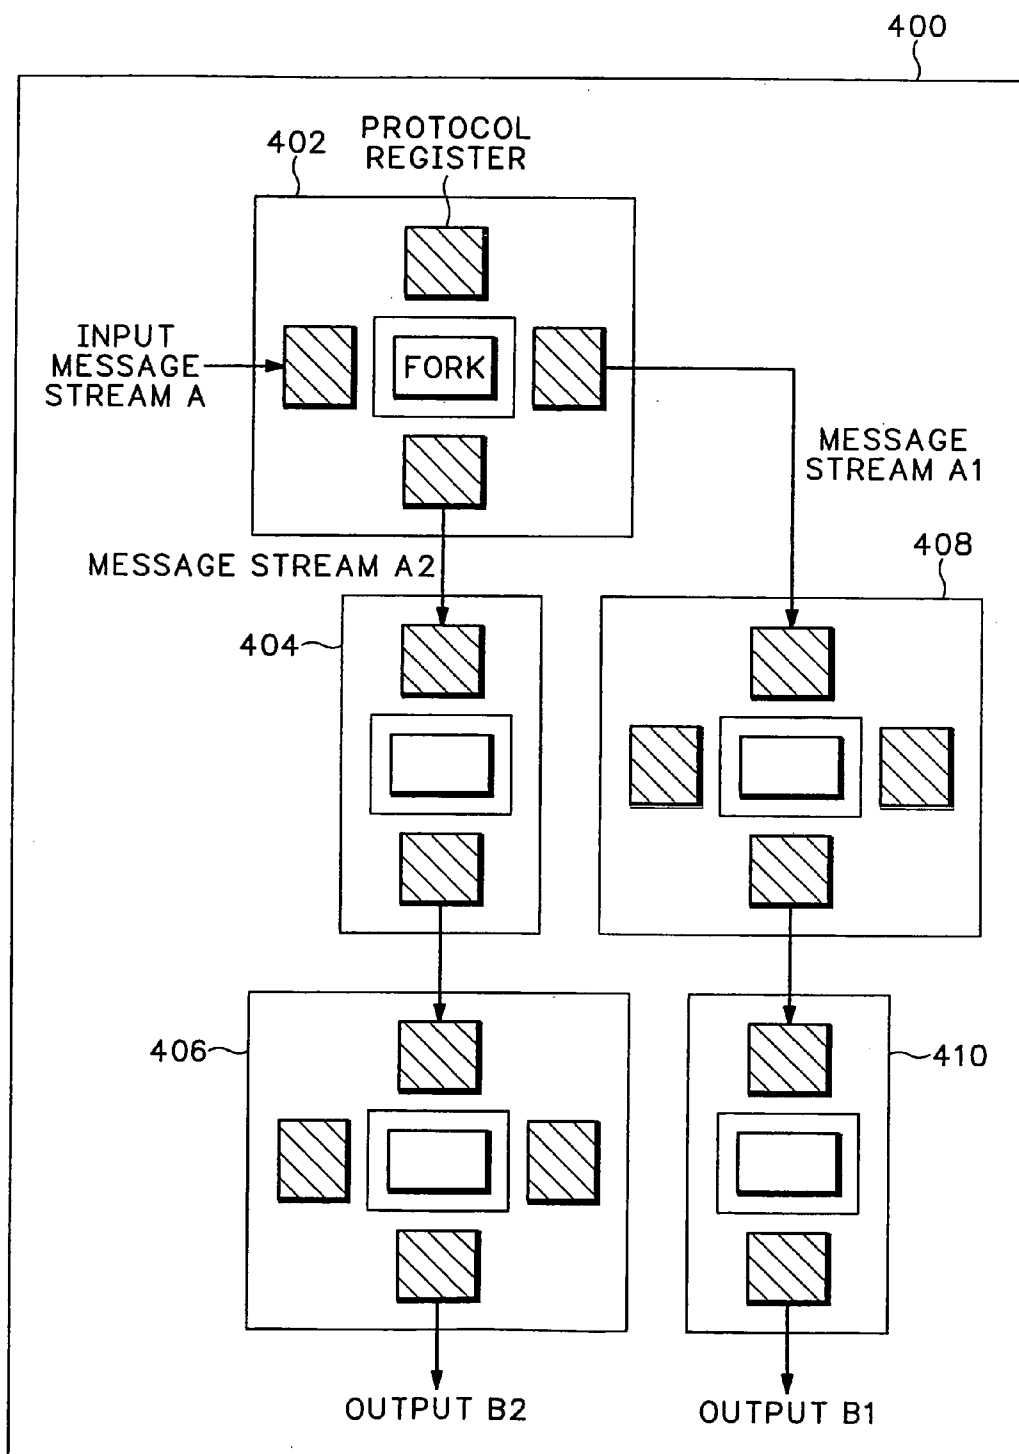 400
402
PROTOCOL
REGISTER
INPUT
MESSAGE
STREAM A
FORK
MESSAGE
STREAM A1
MESSAGE STREAM A2
408
404
406
410
OUTPUT B2
OUTPUT B1